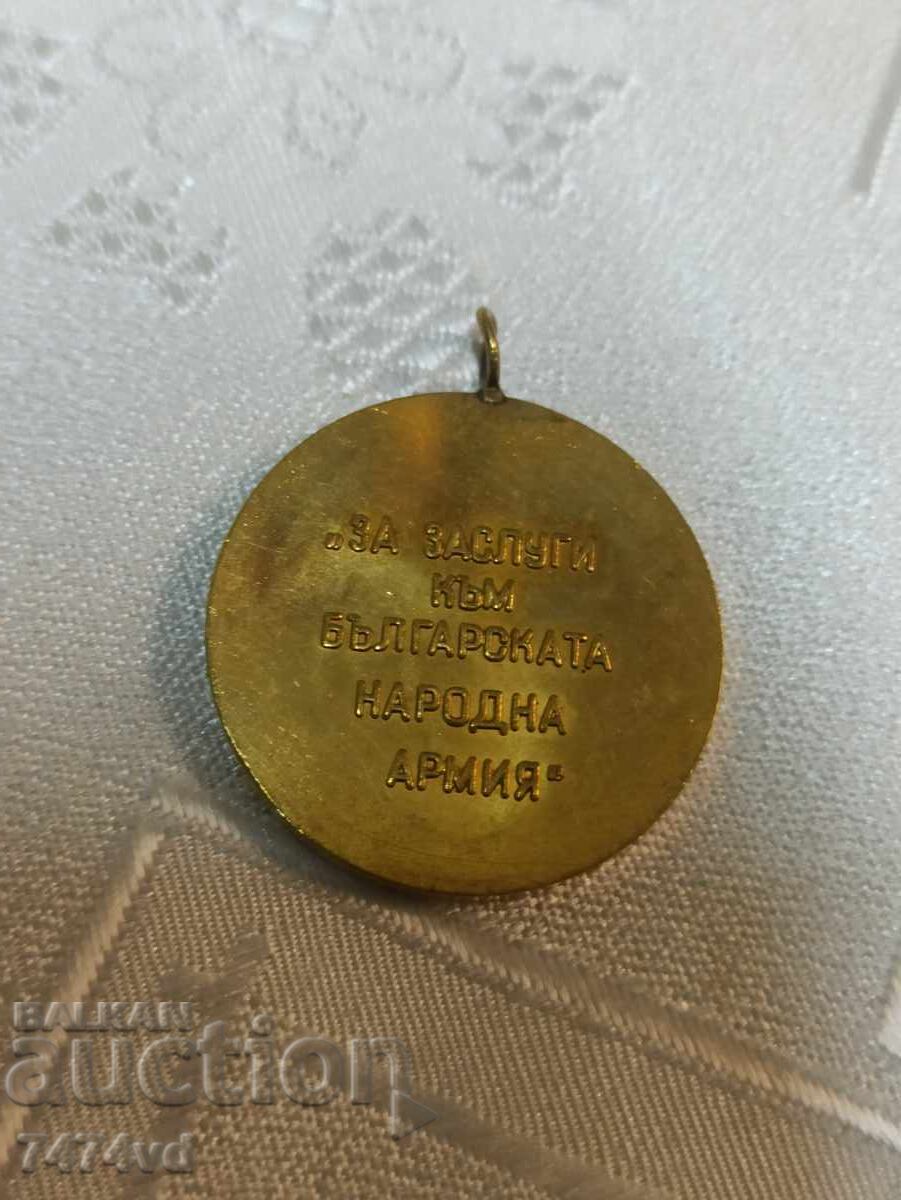 „ЗА ЗАСЛУГИ
КЪМ
БЪЛГАРСКАТА
НАРОДНА
АРМИЯ"
BALKAN
auction
7474vd